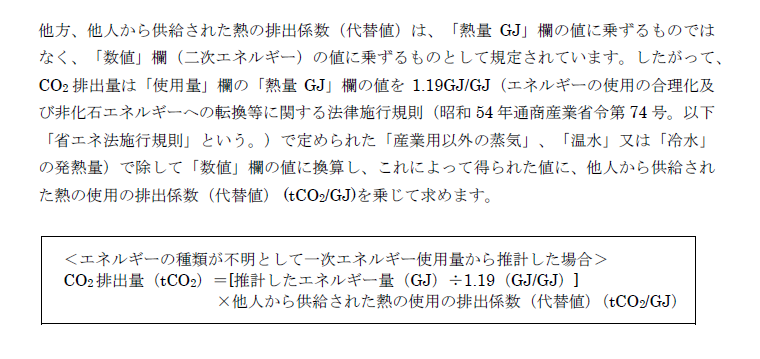 他方、他人から供給された熱の排出係数（代替値）は、「熱量 GJ」欄の値に乗ずるものでは
なく、「数値」欄（二次エネルギー）の値に乗ずるものとして規定されています。したがって、
CO2 排出量は「使用量」欄の「熱量 GJ」欄の値を 1.19GJ/GJ（エネルギーの使用の合理化及
び非化石エネルギーへの転換等に関する法律施行規則（昭和 54 年通商産業省令第 74 号。以下
「省エネ法施行規則」という。）で定められた「産業用以外の蒸気」、「温水」又は「冷水」
の発熱量）で除して「数値」欄の値に換算し、これによって得られた値に、他人から供給され
た熱の使用の排出係数（代替値）(tCO2/GJ)を乗じて求めます。
＜エネルギーの種類が不明として一次エネルギー使用量から推計した場合＞
CO2 排出量（tCO2）＝[推計したエネルギー量（GJ）÷1.19（GJ/GJ）]
×他人から供給された熱の使用の排出係数（代替値）（tCO2/GJ）